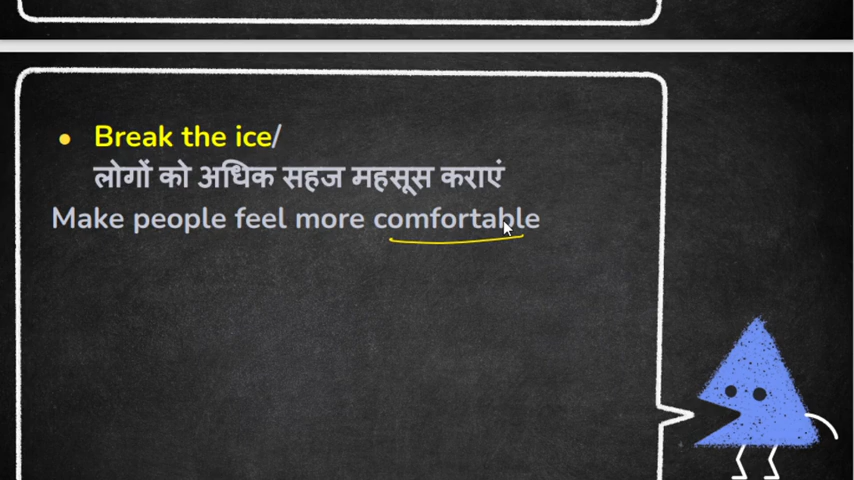 Break the ice/
लोगों को अधिक सहज महसूस कराएं
Make people feel more comfortable